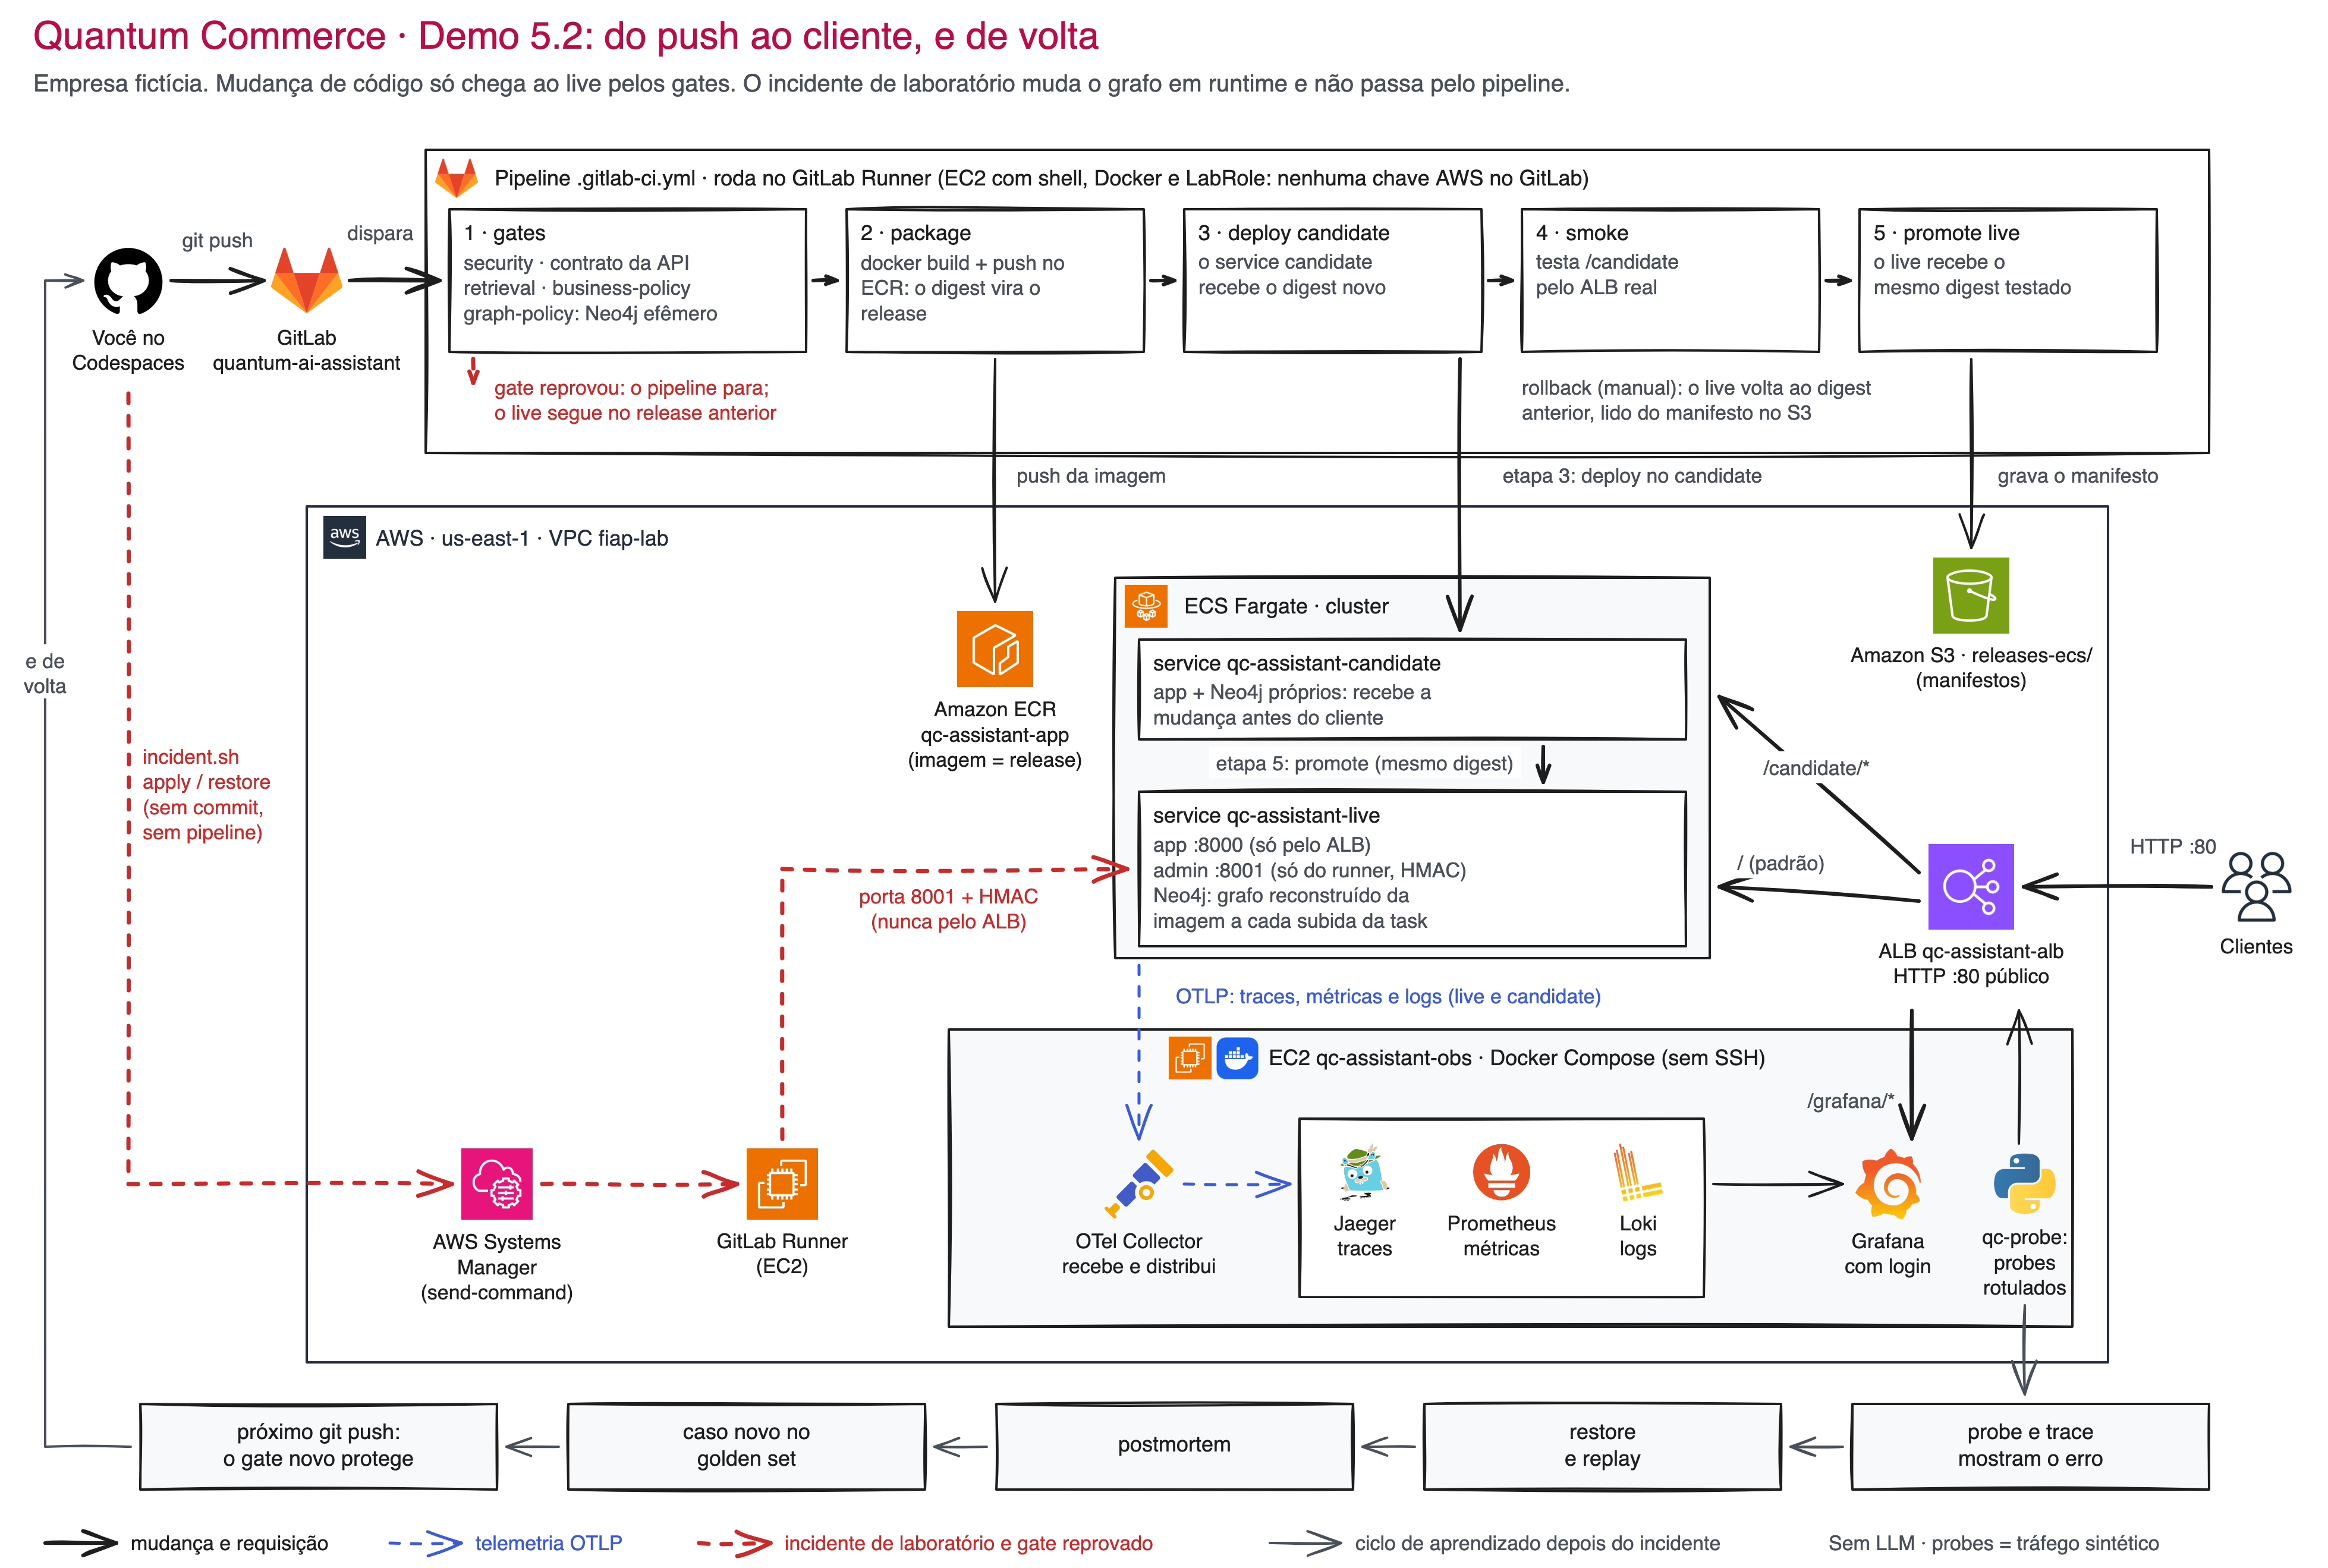 Quantum Commerce · Demo 5.2: do push ao cliente, e de volta
Empresa fictícia. Mudança de código só chega ao live pelos gates. O incidente de laboratório muda o grafo em runtime e não passa pelo pipeline.
Pipeline .gitlab-ci.yml · roda no GitLab Runner (EC2 com shell, Docker e LabRole: nenhuma chave AWS no GitLab)
git push
dispara
Você no
Codespaces
GitLab
quantum-ai-assistant
1 · gates
security · contrato da API
retrieval · business-policy
graph-policy: Neo4j efêmero
2 · package
docker build + push no
ECR: o digest vira o
release
3 · deploy candidate
o service candidate
recebe o digest novo
4 · smoke
testa /candidate
pelo ALB real
5 · promote live
o live recebe o
mesmo digest testado
gate reprovou: o pipeline para;
o live segue no release anterior
rollback (manual): o live volta ao digest
anterior, lido do manifesto no S3
push da imagem
etapa 3: deploy no candidate
grava o manifesto
aws
AWS · us-east-1 · VPC fiap-lab
ECS Fargate · cluster
service qc-assistant-candidate
app + Neo4j próprios: recebe a
mudança antes do cliente
etapa 5: promote (mesmo digest)
service qc-assistant-live
app :8000 (só pelo ALB)
admin :8001 (só do runner, HMAC)
Neo4j: grafo reconstruído da
imagem a cada subida da task
Amazon ECR
qc-assistant-app
(imagem = release)
Amazon S3 · releases-ecs/
(manifestos)
e de
volta
incident.sh
apply / restore
(sem commit,
sem pipeline)
porta 8001 + HMAC
(nunca pelo ALB)
/candidate/*
/ (padrão)
HTTP :80
Clientes
ALB qc-assistant-alb
HTTP :80 público
OTLP: traces, métricas e logs (live e candidate)
EC2 qc-assistant-obs · Docker Compose (sem SSH)
/grafana/*
AWS Systems
Manager
(send-command)
GitLab Runner
(EC2)
OTel Collector
recebe e distribui
Jaeger
traces
Prometheus
métricas
Loki
logs
Grafana
com login
qc-probe:
probes
rotulados
próximo git push:
o gate novo protege
caso novo no
golden set
postmortem
restore
e replay
probe e trace
mostram o erro
mudança e requisição
telemetria OTLP
incidente de laboratório e gate reprovado
ciclo de aprendizado depois do incidente
Sem LLM · probes = tráfego sintético